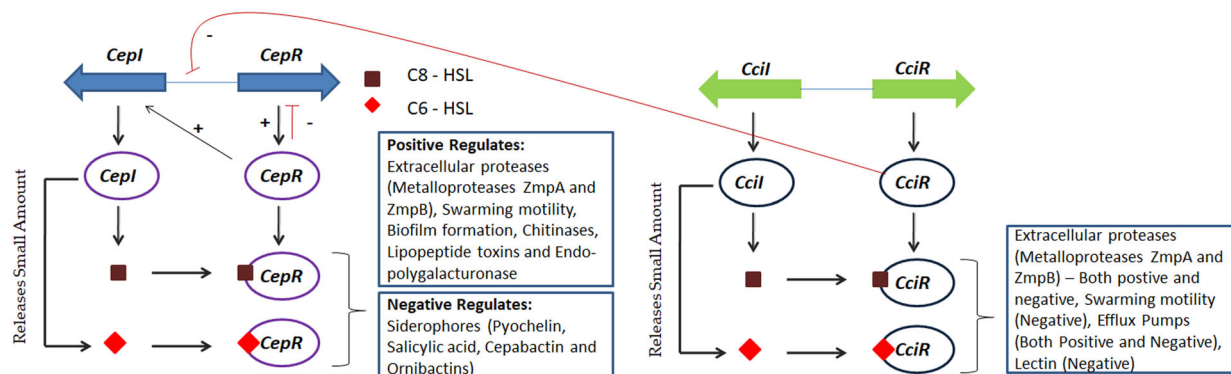 CepI
CepR
-
C8 - HSL
C6 - HSL
CciI
CciR
+
+
-
CepI
CepR
Releases Small Amount
CepR
CepR
Positive Regulates:
Extracellular proteases
(Metalloproteases ZmpA and
ZmpB), Swarming motility,
Biofilm formation, Chitinases,
Lipopeptide toxins and Endo-
polygalacturonase
Negative Regulates:
Siderophores (Pyochelin,
Salicylic acid, Cepabactin and
Ornibactins)
CciI
CciR
Releases Small Amount
CciR
CciR
Extracellular proteases
(Metalloproteases ZmpA and
ZmpB) – Both postive and
negative, Swarming motility
(Negative), Efflux Pumps
(Both Positive and Negative),
Lectin (Negative)